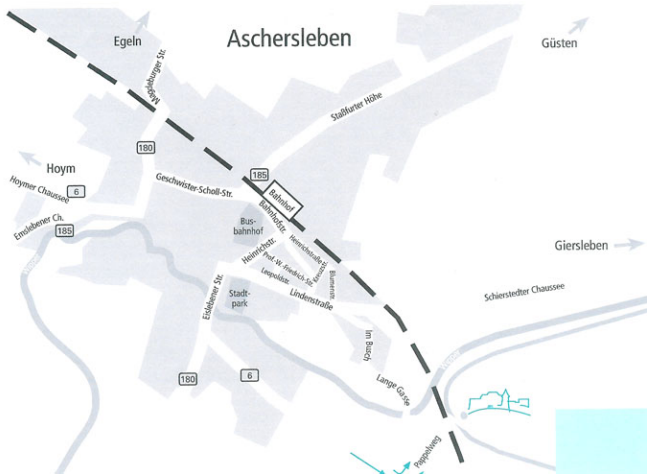 Aschersleben
Egeln
Güsten
Magdeburger Str.
Staßfurter Höhe
180
185
Hoym
6
Hoymer Chaussee
Geschwister-Scholl-Str.
Bahnhof
Bahnhofstr.
Emslebener Ch.
185
Bus-
bahnhof
Heinrichstr.
Heinrichstraße
Prof.-W.-Friedrich-Str.
Leopoldstr.
Blumenstr.
Giersleben
Schierstedter Chaussee
Eislebener Str.
Stadt-
park
Lindenstraße
Im Busch
Lange Gasse
180
6
Wipper
Pappelweg